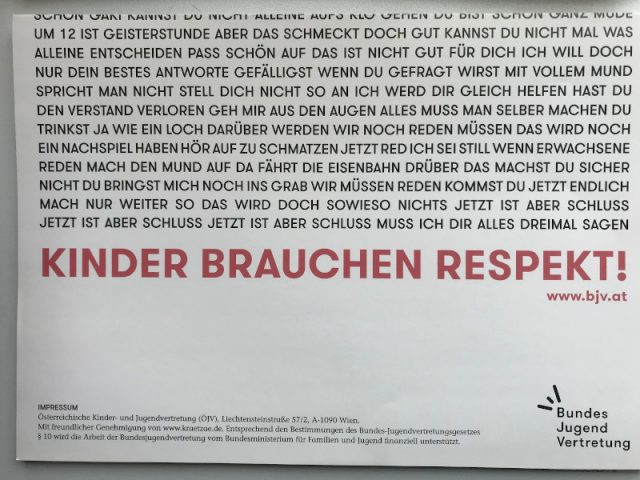 SCHON GAKI KANNST DU NICHT ALLEINE AUFS KLO GEHEN DU BIST SCHON GANZ MÜDE
UM 12 IST GEISTERSTUNDE ABER DAS SCHMECKT DOCH GUT KANNST DU NICHT MAL WAS
ALLEINE ENTSCHEIDEN PASS SCHÖN AUF DAS IST NICHT GUT FÜR DICH ICH WILL DOCH
NUR DEIN BESTES ANTWORTE GEFÄLLIGST WENN DU GEFRAGT WIRST MIT VOLLEM MUND
SPRICHT MAN NICHT STELL DICH NICHT SO AN ICH WERD DIR GLEICH HELFEN HAST DU
DEN VERSTAND VERLOREN GEH MIR AUS DEN AUGEN ALLES MUSS MAN SELBER MACHEN DU
TRINKST JA WIE EIN LOCH DARÜBER WERDEN WIR NOCH REDEN MÜSSEN DAS WIRD NOCH
EIN NACHSPIEL HABEN HÖR AUF ZU SCHMATZEN JETZT RED ICH SEI STILL WENN ERWACHSENE
REDEN MACH DEN MUND AUF DA FÄHRT DIE EISENBAHN DRÜBER DAS MACHST DU SICHER
NICHT DU BRINGST MICH NOCH INS GRAB WIR MÜSSEN REDEN KOMMST DU JETZT ENDLICH
MACH NUR WEITER SO DAS WIRD DOCH SOWIESO NICHTS JETZT IST ABER SCHLUSS
JETZT IST ABER SCHLUSS JETZT IST ABER SCHLUSS MUSS ICH DIR ALLES DREIMAL SAGEN
KINDER BRAUCHEN RESPEKT!
www.bjv.at
IMPRESSUM
Österreichische Kinder- und Jugendvertretung (ÖJV), Liechtensteinstraße 57/2, A-1090 Wien.
Mit freundlicher Genehmigung von www.kraetzae.de. Entsprechend den Bestimmungen des Bundes-Jugendvertretungsgesetzes
§ 10 wird die Arbeit der Bundesjugendvertretung vom Bundesministerium für Familien und Jugend finanziell unterstützt.
Bundes
Jugend
Vertretung